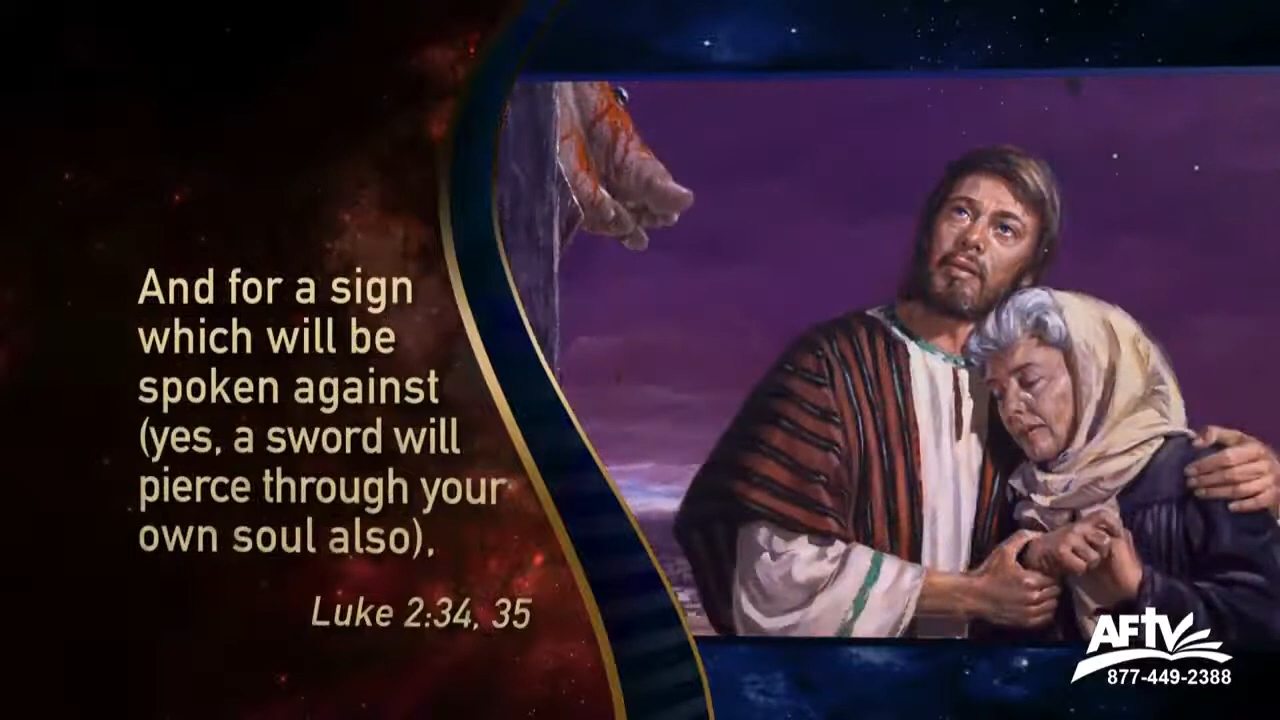 And for a sign
which will be
spoken against
(yes, a sword will
pierce through your
own soul also),
Luke 2:34, 35
AFTV
877-449-2388